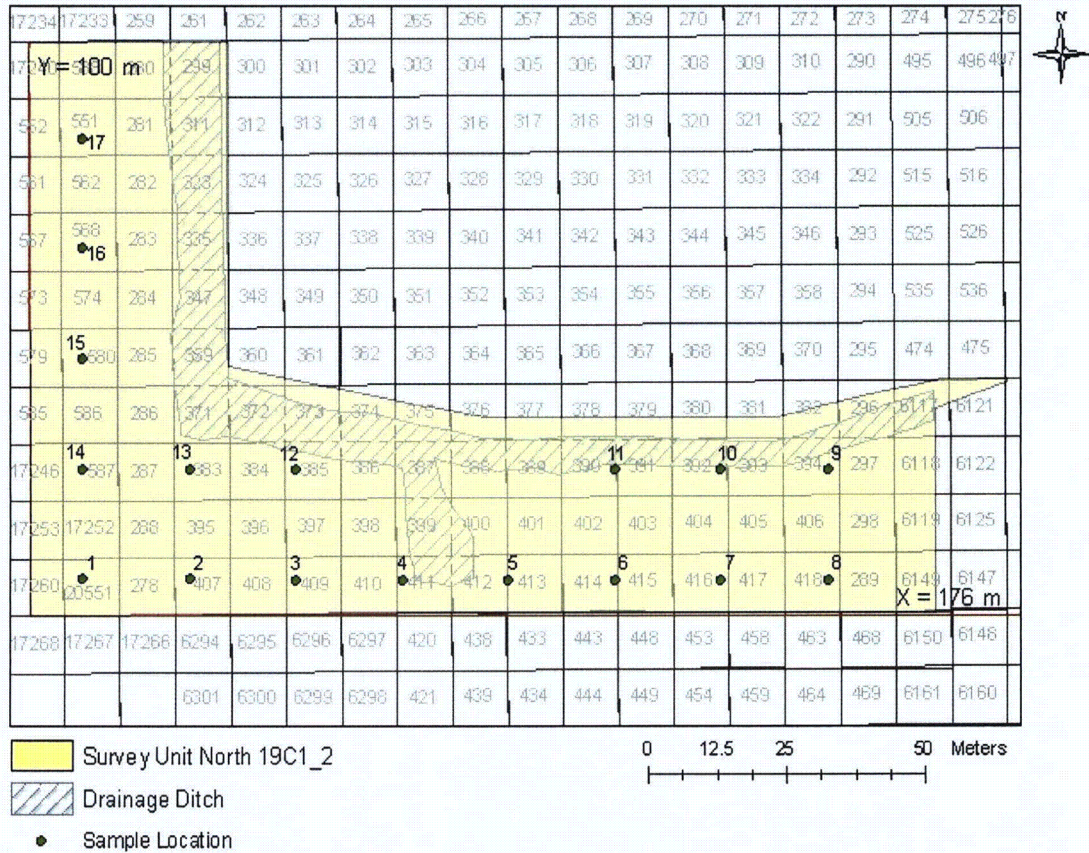 17234 17233 259 261 262 263 264 265 266 267 268 269 270 271 272 273 274 275 276
Y = 100 m 299 300 301 302 303 304 305 306 307 308 309 310 290 495 496 497
552 551 281 311 312 313 314 315 316 317 318 319 320 321 322 291 505 506
17
561 562 282 323 324 325 326 327 328 329 330 331 332 333 334 292 515 516
567 568 283 335 336 337 338 339 340 341 342 343 344 345 346 293 525 526
16
573 574 284 347 348 349 350 351 352 353 354 355 356 357 358 294 535 536
15
579 580 285 359 360 361 362 363 364 365 366 367 368 369 370 295 474 475
585 586 286 371 372 373 374 375 376 377 378 379 380 381 382 296 6117 6121
14 13 12 11 10 9
17246 587 287 383 384 385 386 387 388 389 390 391 392 393 394 297 6118 6122
17253 17252 288 395 396 397 398 399 400 401 402 403 404 405 406 298 6119 6125
1 2 3 4 5 6 7 8
17260 20551 278 407 408 409 410 411 412 413 414 415 416 417 418 289 6149 6147
X = 176 m
17268 17267 17266 6294 6295 6296 6297 420 438 433 443 448 453 458 463 468 6150 6146
6301 6300 6299 6298 421 439 434 444 449 454 459 464 469 6161 6160
N
Survey Unit North 19C1_2
Drainage Ditch
Sample Location
0 12.5 25 50 Meters